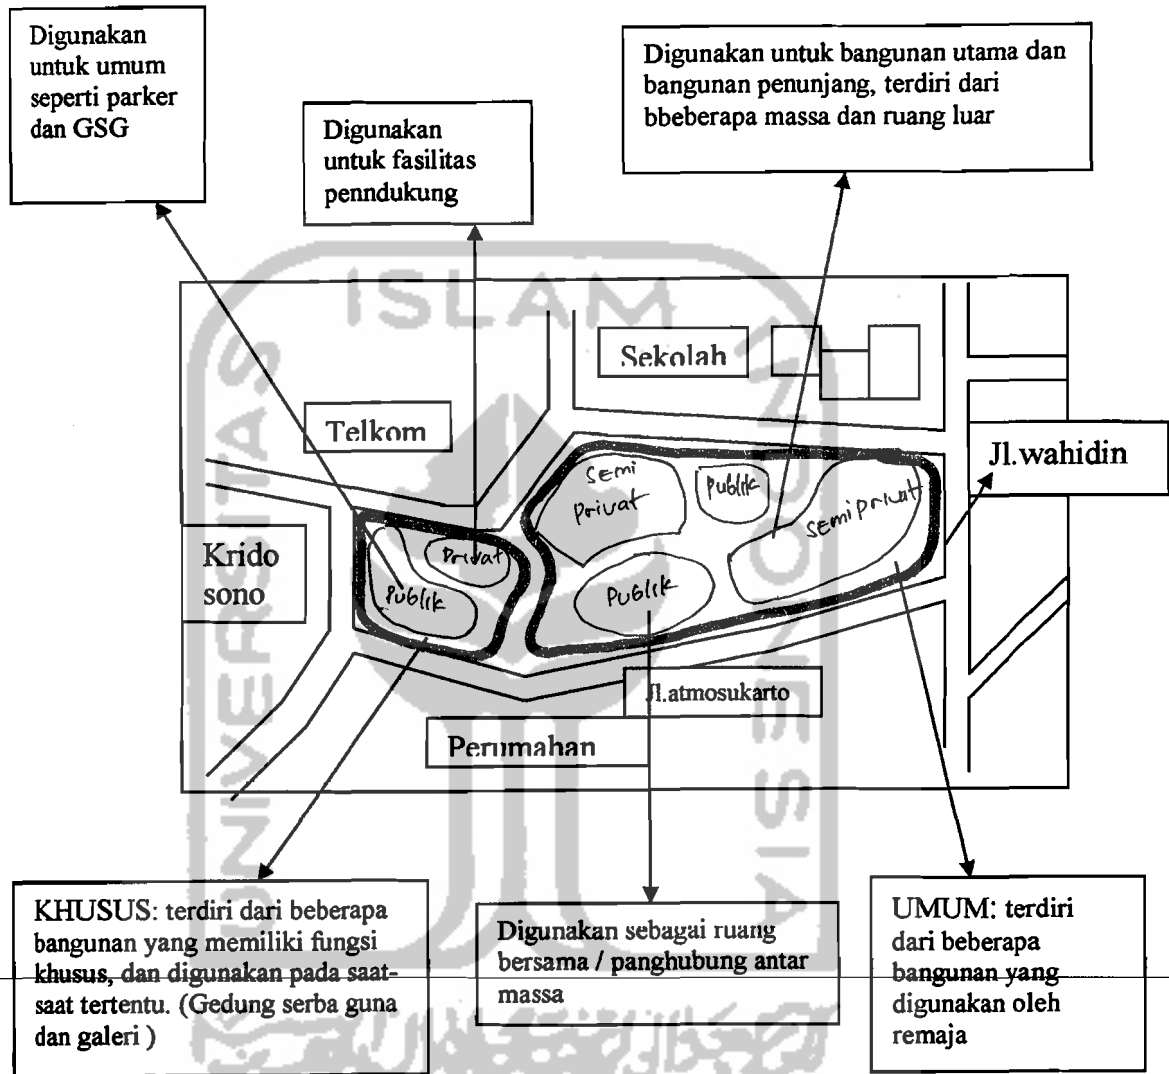 Digunakan
untuk umum
seperti parker
dan GSG
Digunakan
untuk fasilitas
penndukung
Digunakan untuk bangunan utama dan
bangunan penunjang, terdiri dari
bbeberapa massa dan ruang luar
ISLAM
UNIVERSITAS
INDONESIA
Sekolah
Telkom
Jl.wahidin
Krido
sono
Semi
Privat
Publik
Semi privat
Privat
Publik
Publik
Jl.atmosukarto
Perumahan
KHUSUS: terdiri dari beberapa
bangunan yang memiliki fungsi
khusus, dan digunakan pada saat-
saat tertentu. (Gedung serba guna
dan galeri )
Digunakan sebagai ruang
bersama / panghubung antar
massa
UMUM: terdiri
dari beberapa
bangunan yang
digunakan oleh
remaja